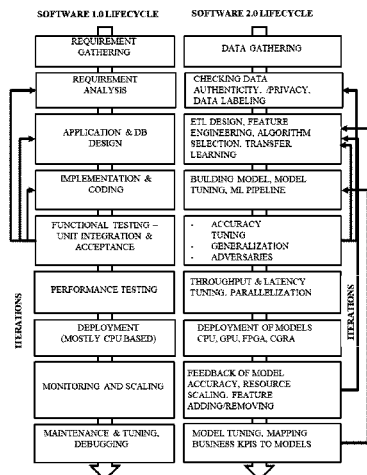 SOFTWARE 1.0 LIFECYCLE
SOFTWARE 2.0 LIFECYCLE
REQUIREMENT
GATHERING
DATA GATHERING
REQUIREMENT
ANALYSIS
CHECKING DATA
AUTHENTICITY, /PRIVACY,
DATA LABELING
APPLICATION & DB
DESIGN
ETL DESIGN, FEATURE
ENGINEERING, ALGORITHM
SELECTION, TRANSFER
LEARNING
IMPLEMENTATION &
CODING
BUILDING MODEL, MODEL
TUNING, ML PIPELINE
FUNCTIONAL TESTING –
UNIT INTEGRATION &
ACCEPTANCE
- ACCURACY
TUNING
- GENERALIZATION
- ADVERSARIES
PERFORMANCE TESTING
THROUGHPUT & LATENCY
TUNING, PARALLELIZATION
DEPLOYMENT
(MOSTLY CPU BASED)
DEPLOYMENT OF MODELS
CPU, GPU, FPGA, CGRA
MONITORING AND SCALING
FEEDBACK OF MODEL
ACCURACY, RESOURCE
SCALING, FEATURE
ADDING/REMOVING
MAINTENANCE & TUNING,
DEBUGGING
MODEL TUNING, MAPPING
BUSINESS KPIS TO MODELS
ITERATIONS
ITERATIONS